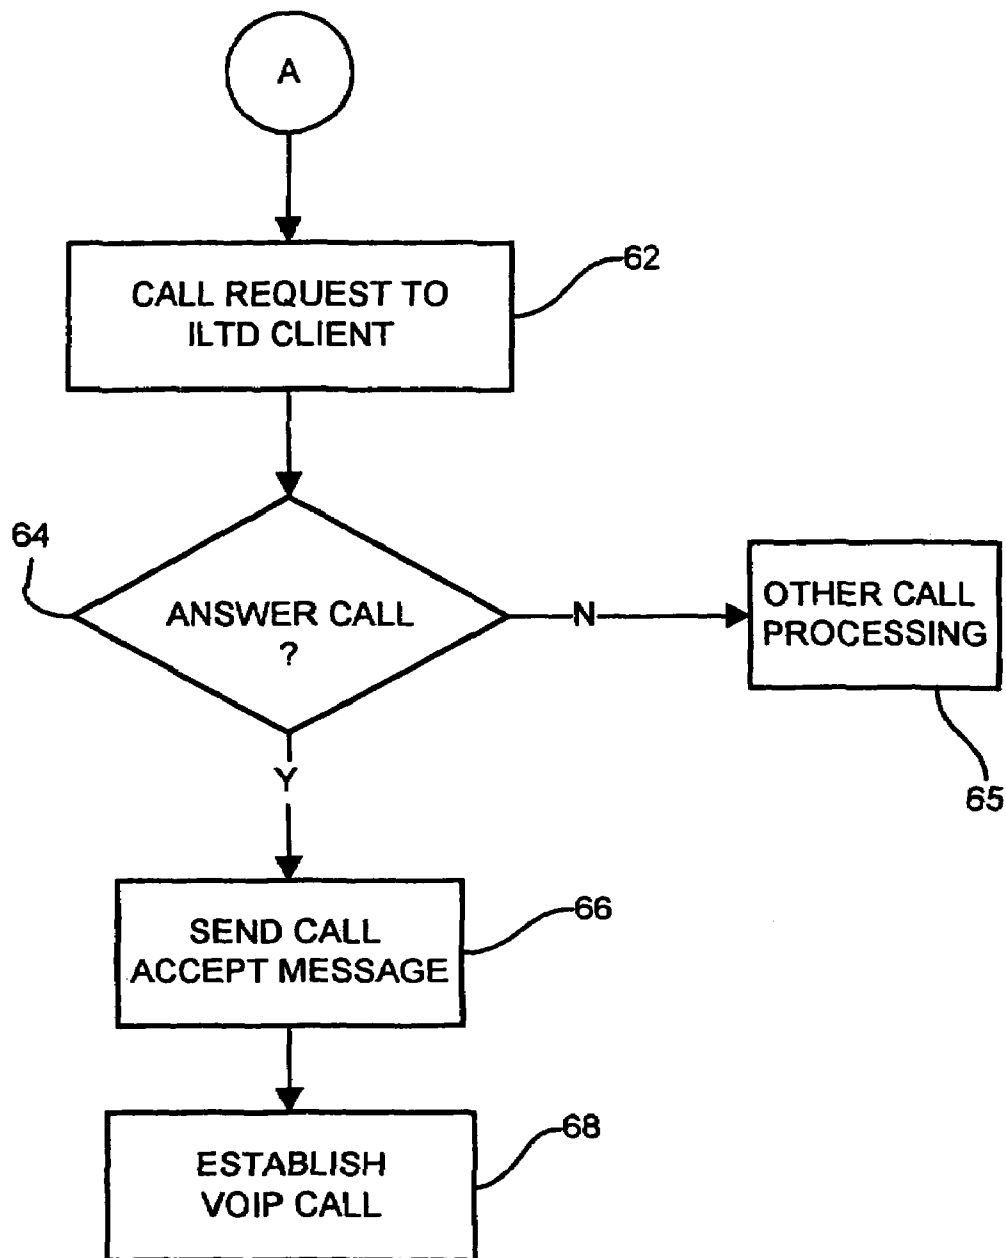 A
CALL REQUEST TO
ILTD CLIENT
62
64
ANSWER CALL
?
N
OTHER CALL
PROCESSING
65
Y
SEND CALL
ACCEPT MESSAGE
66
ESTABLISH
VOIP CALL
68